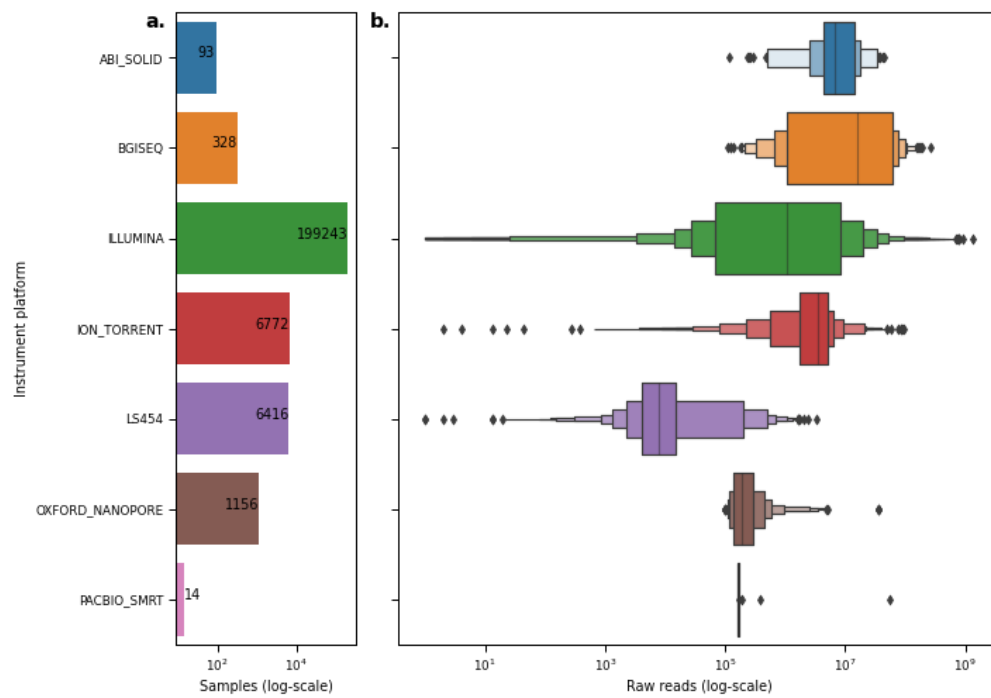 a.
b.
Instrument platform
ABI_SOLID
93
BGISEQ
328
ILLUMINA
199243
ION_TORRENT
6772
LS454
6416
OXFORD_NANOPORE
1156
PACBIO_SMRT
14
10² 10⁴
Samples (log-scale)
10¹ 10³ 10⁵ 10⁷ 10⁹
Raw reads (log-scale)